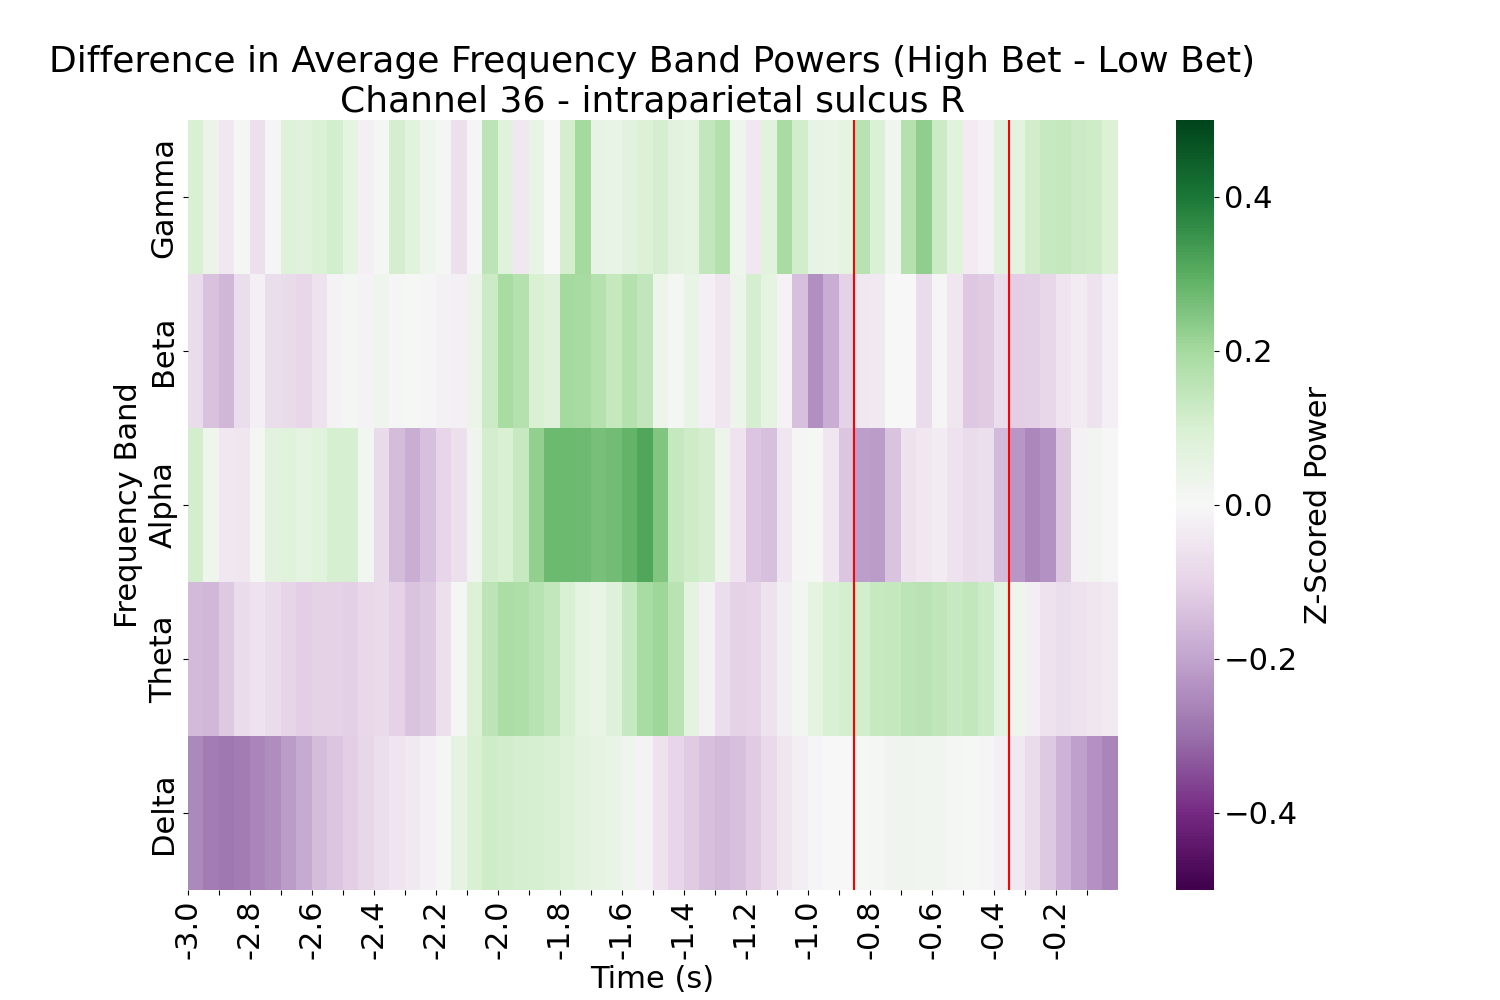 Difference in Average Frequency Band Powers (High Bet - Low Bet)
Channel 36 - intraparietal sulcus R
Frequency Band
Gamma
Beta
Alpha
Theta
Delta
-3.0 -2.8 -2.6 -2.4 -2.2 -2.0 -1.8 -1.6 -1.4 -1.2 -1.0 -0.8 -0.6 -0.4 -0.2
Time (s)
0.4
0.2
0.0
−0.2
−0.4
Z-Scored Power